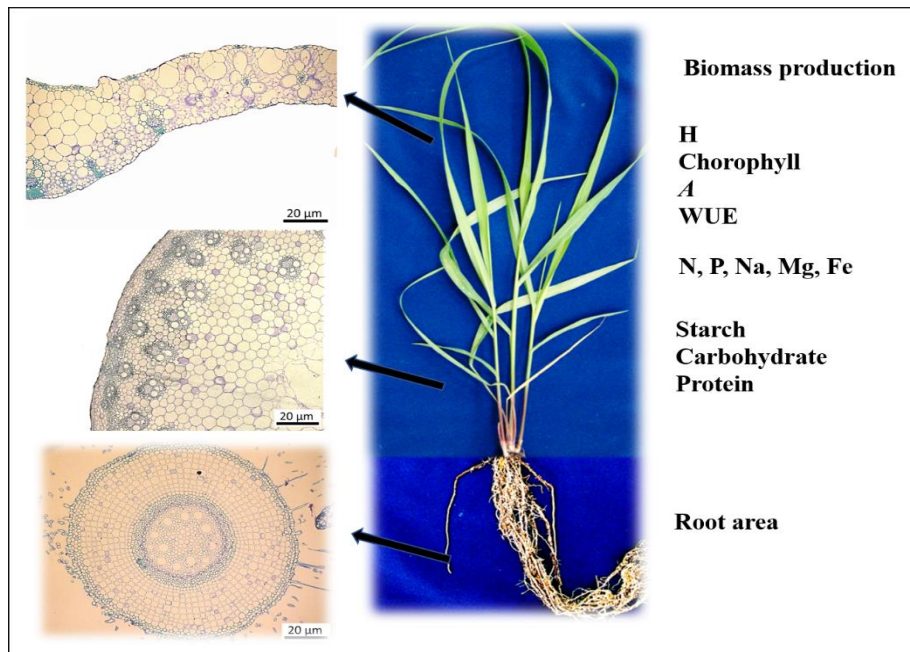 Biomass production
H
Chorophyll
A
WUE
N, P, Na, Mg, Fe
Starch
Carbohydrate
Protein
Root area
20 µm
20 µm
20 µm